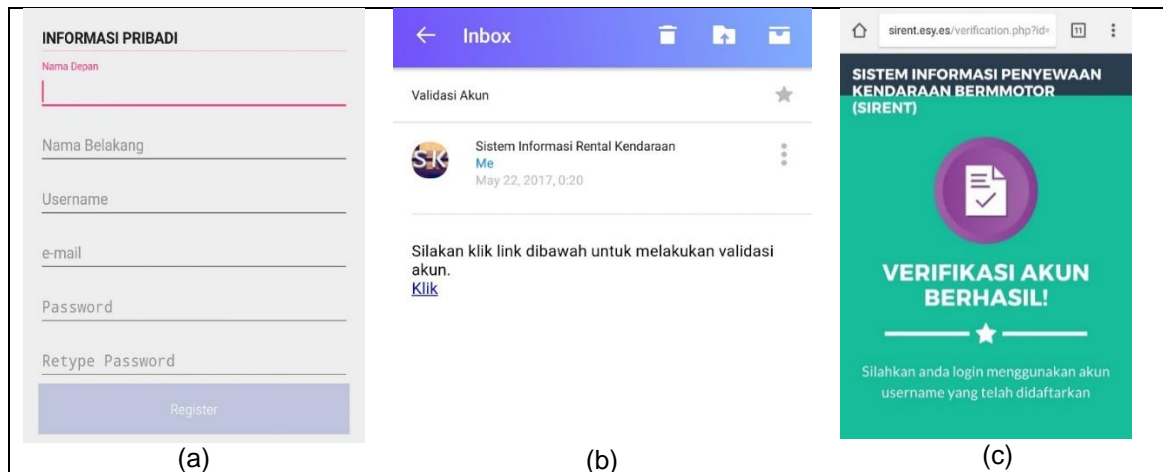 INFORMASI PRIBADI
Nama Depan
Nama Belakang
Username
e-mail
Password
Retype Password
Register
(a)
Inbox
Validasi Akun
SIK
Sistem Informasi Rental Kendaraan
Me
May 22, 2017, 0:20
Silakan klik link dibawah untuk melakukan validasi
akun.
Klik
(b)
sirent.esy.es/verification.php?id=
11
SISTEM INFORMASI PENYEWAAN
KENDARAAN BERMMOTOR
(SIRENT)
VERIFIKASI AKUN
BERHASIL!
Silahkan anda login menggunakan akun
username yang telah didaftarkan
(c)